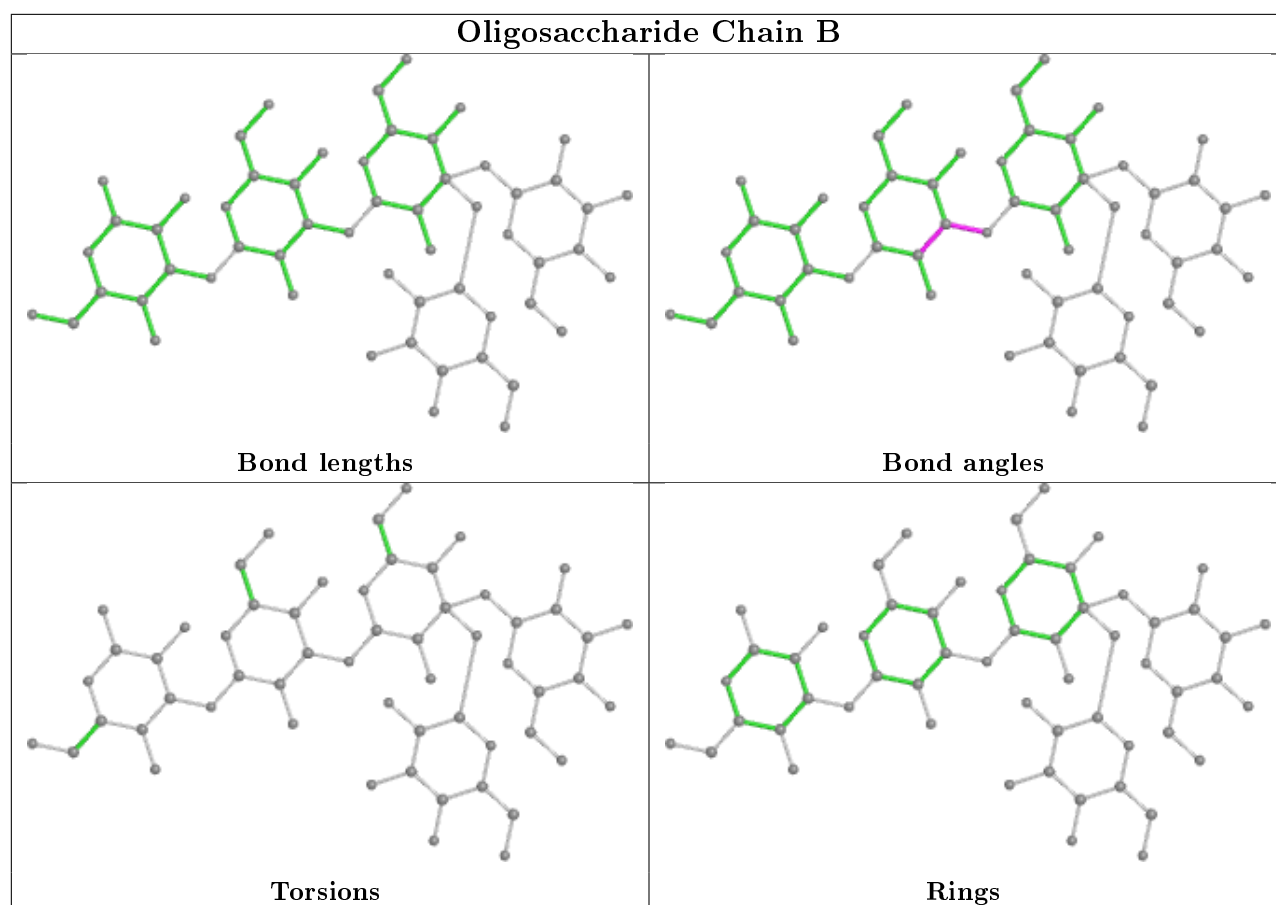 Oligosaccharide Chain B
Bond lengths
Bond angles
Torsions
Rings